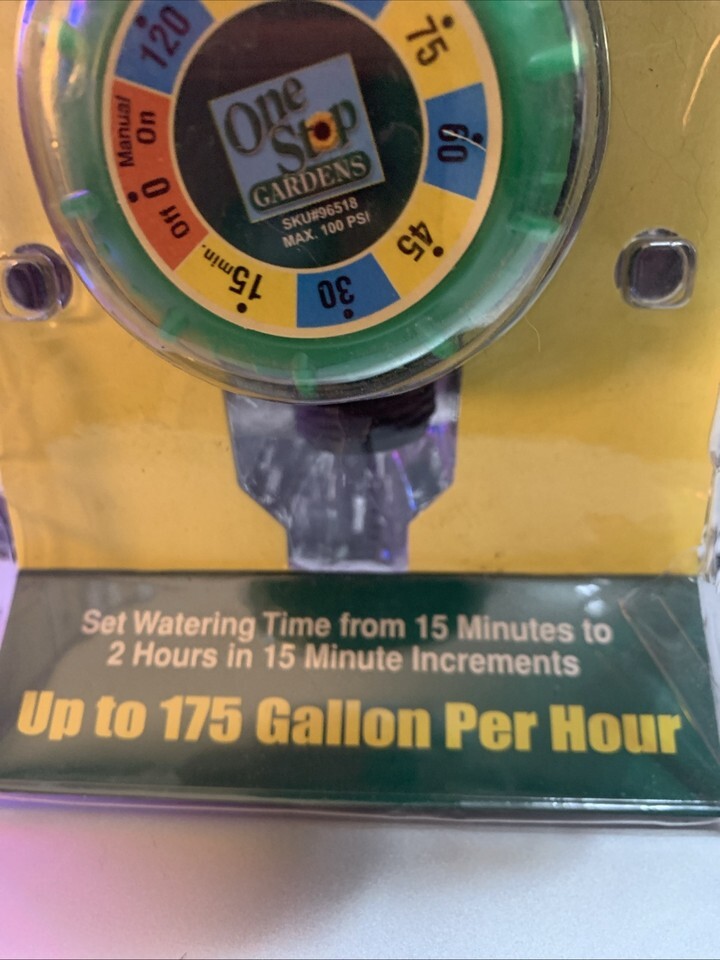 120
75
Manual
On
60
One
Stop
GARDENS
SKU#96518
MAX. 100 PSI
0
Off
45
15min.
30
Set Watering Time from 15 Minutes to
2 Hours in 15 Minute Increments
Up to 175 Gallon Per Hour